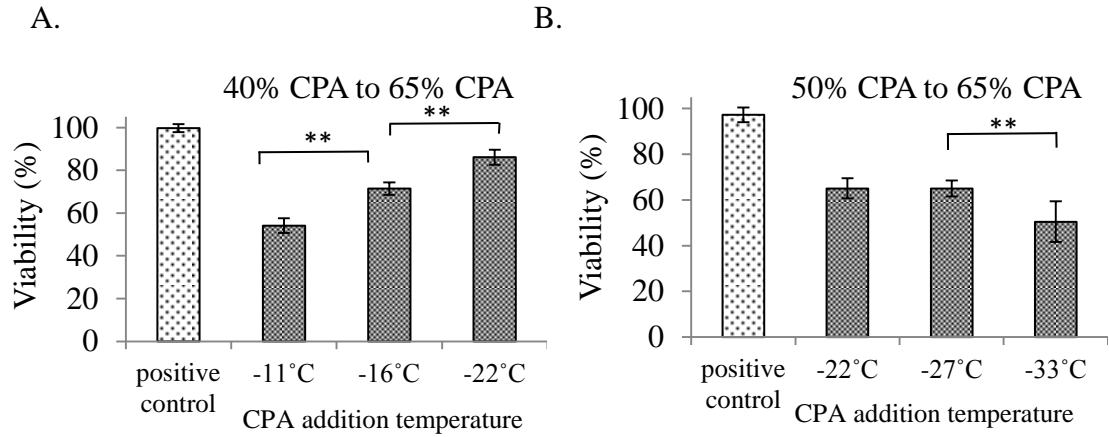 A.
40% CPA to 65% CPA
Viability (%)
100
80
60
40
20
0
**
**
positive
control
-11˚C
-16˚C
-22˚C
CPA addition temperature
B.
50% CPA to 65% CPA
Viability (%)
100
80
60
40
20
0
**
positive
control
-22˚C
-27˚C
-33˚C
CPA addition temperature